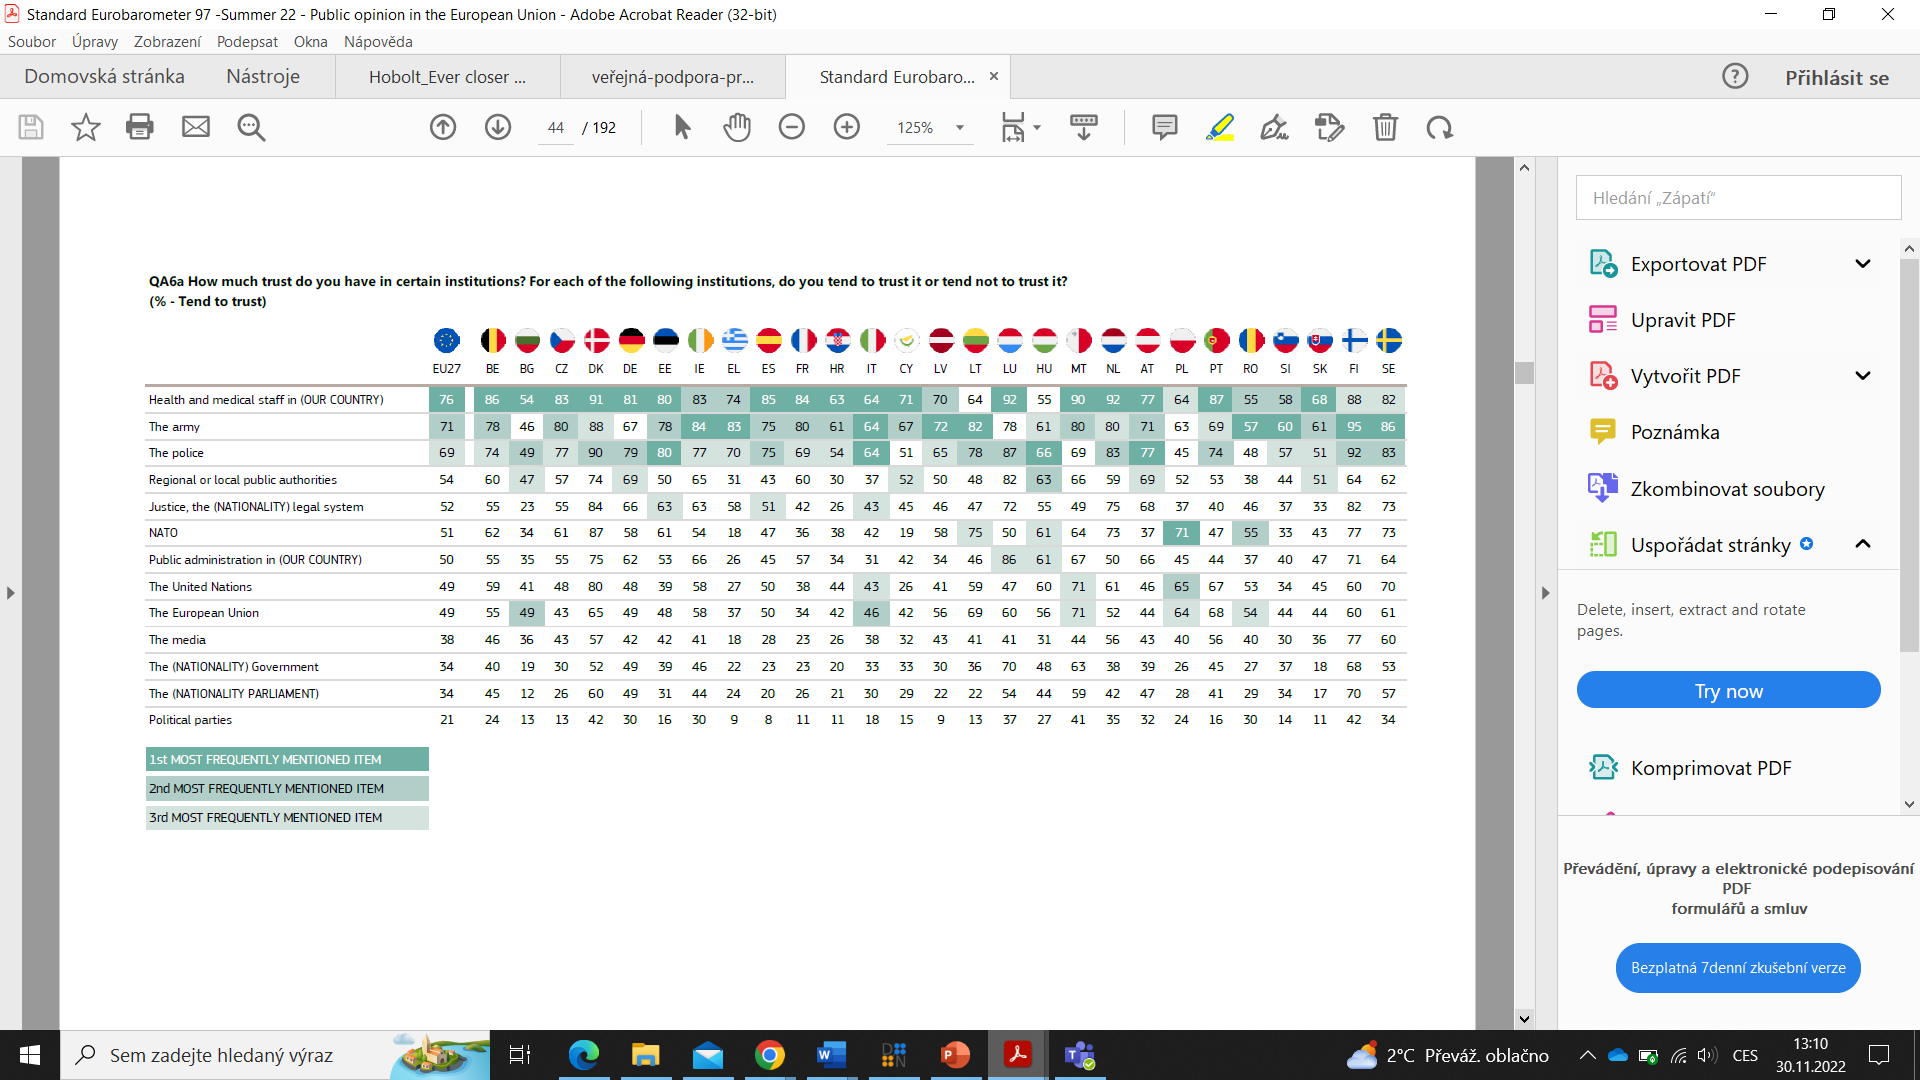 Standard Eurobarometer 97 -Summer 22 - Public opinion in the European Union - Adobe Acrobat Reader (32-bit)
Soubor Úpravy Zobrazení Podepsat Okna Nápověda
Domovská stránka Nástroje Hobolt_Ever closer ... veřejná-podpora-pr... Standard Eurobaro... × Přihlásit se
44 / 192 125%
QA6a How much trust do you have in certain institutions? For each of the following institutions, do you tend to trust it or tend not to trust it?
(% - Tend to trust)
EU27 BE BG CZ DK DE EE IE EL ES FR HR IT CY LV LT LU HU MT NL AT PL PT RO SI SK FI SE
Health and medical staff in (OUR COUNTRY) 76 86 54 83 91 81 80 83 74 85 84 63 64 71 70 64 92 55 90 92 77 64 87 55 58 68 88 82
The army 71 78 46 80 88 67 78 84 83 75 80 61 64 67 72 82 78 61 80 80 71 63 69 57 60 61 95 86
The police 69 74 49 77 90 79 80 77 70 75 69 54 64 51 65 78 87 66 69 83 77 45 74 48 57 51 92 83
Regional or local public authorities 54 60 47 57 74 69 50 65 31 43 60 30 37 52 50 48 82 63 66 59 69 52 53 38 44 51 64 62
Justice, the (NATIONALITY) legal system 52 55 23 55 84 66 63 63 58 51 42 26 43 45 46 47 72 55 49 75 68 37 40 46 37 33 82 73
NATO 51 62 34 61 87 58 61 54 18 47 36 38 42 19 58 75 50 61 64 73 37 71 47 55 33 43 77 73
Public administration in (OUR COUNTRY) 50 55 35 55 75 62 53 66 26 45 57 34 31 42 34 46 86 61 67 50 66 45 44 37 40 47 71 64
The United Nations 49 59 41 48 80 48 39 58 27 50 38 44 43 26 41 59 47 60 71 61 46 65 67 53 34 45 60 70
The European Union 49 55 49 43 65 49 48 58 37 50 34 42 46 42 56 69 60 56 71 52 44 64 68 54 44 44 60 61
The media 38 46 36 43 57 42 42 41 18 28 23 26 38 32 43 41 41 31 44 56 43 40 56 40 30 36 77 60
The (NATIONALITY) Government 34 40 19 30 52 49 39 46 22 23 23 20 33 33 30 36 70 48 63 38 39 26 45 27 37 18 68 53
The (NATIONALITY PARLIAMENT) 34 45 12 26 60 49 31 44 24 20 26 21 30 29 22 22 54 44 59 42 47 28 41 29 34 17 70 57
Political parties 21 24 13 13 42 30 16 30 9 8 11 11 18 15 9 13 37 27 41 35 32 24 16 30 14 11 42 34
1st MOST FREQUENTLY MENTIONED ITEM
2nd MOST FREQUENTLY MENTIONED ITEM
3rd MOST FREQUENTLY MENTIONED ITEM
Hledání „Zápatí“
Exportovat PDF
Upravit PDF
Vytvořit PDF
Poznámka
Zkombinovat soubory
Uspořádat stránky
Delete, insert, extract and rotate
pages.
Try now
Komprimovat PDF
Převádění, úpravy a elektronické podepisování
PDF
formulářů a smluv
Bezplatná 7denní zkušební verze
Sem zadejte hledaný výraz 2°C Převáž. oblačno CES 13:10
30.11.2022